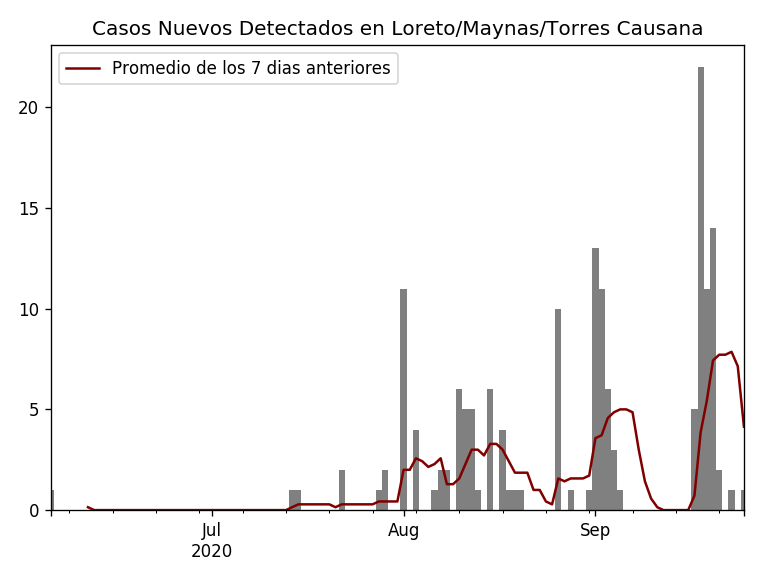 Casos Nuevos Detectados en Loreto/Maynas/Torres Causana
Promedio de los 7 dias anteriores
20
15
10
5
0
Jul
2020
Aug
Sep